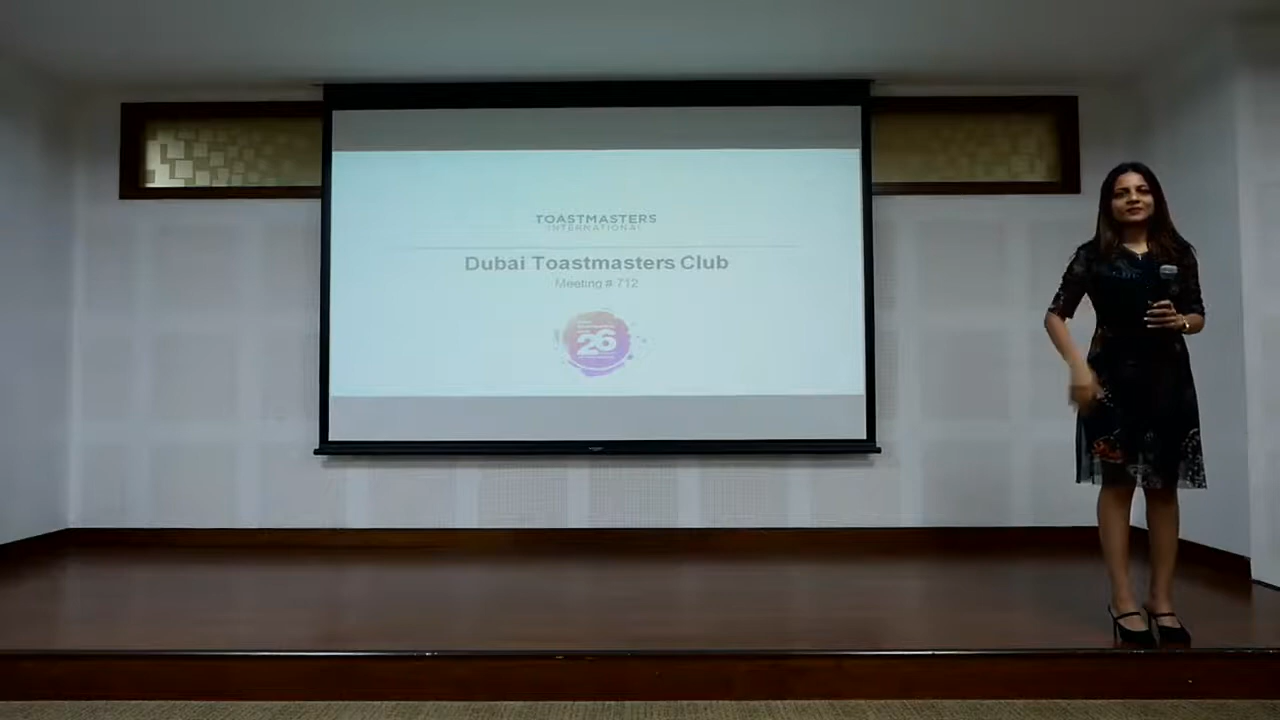 TOASTMASTERS
INTERNATIONAL
Dubai Toastmasters Club
Meeting # 712
26